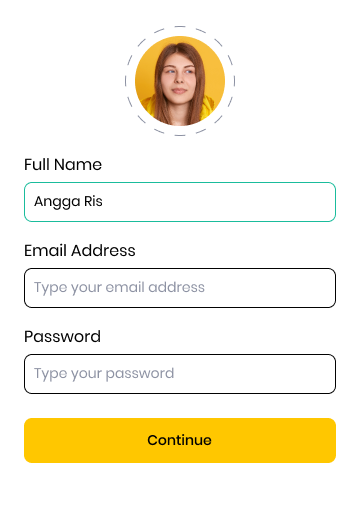 Full Name
Angga Ris
Email Address
Type your email address
Password
Type your password
Continue